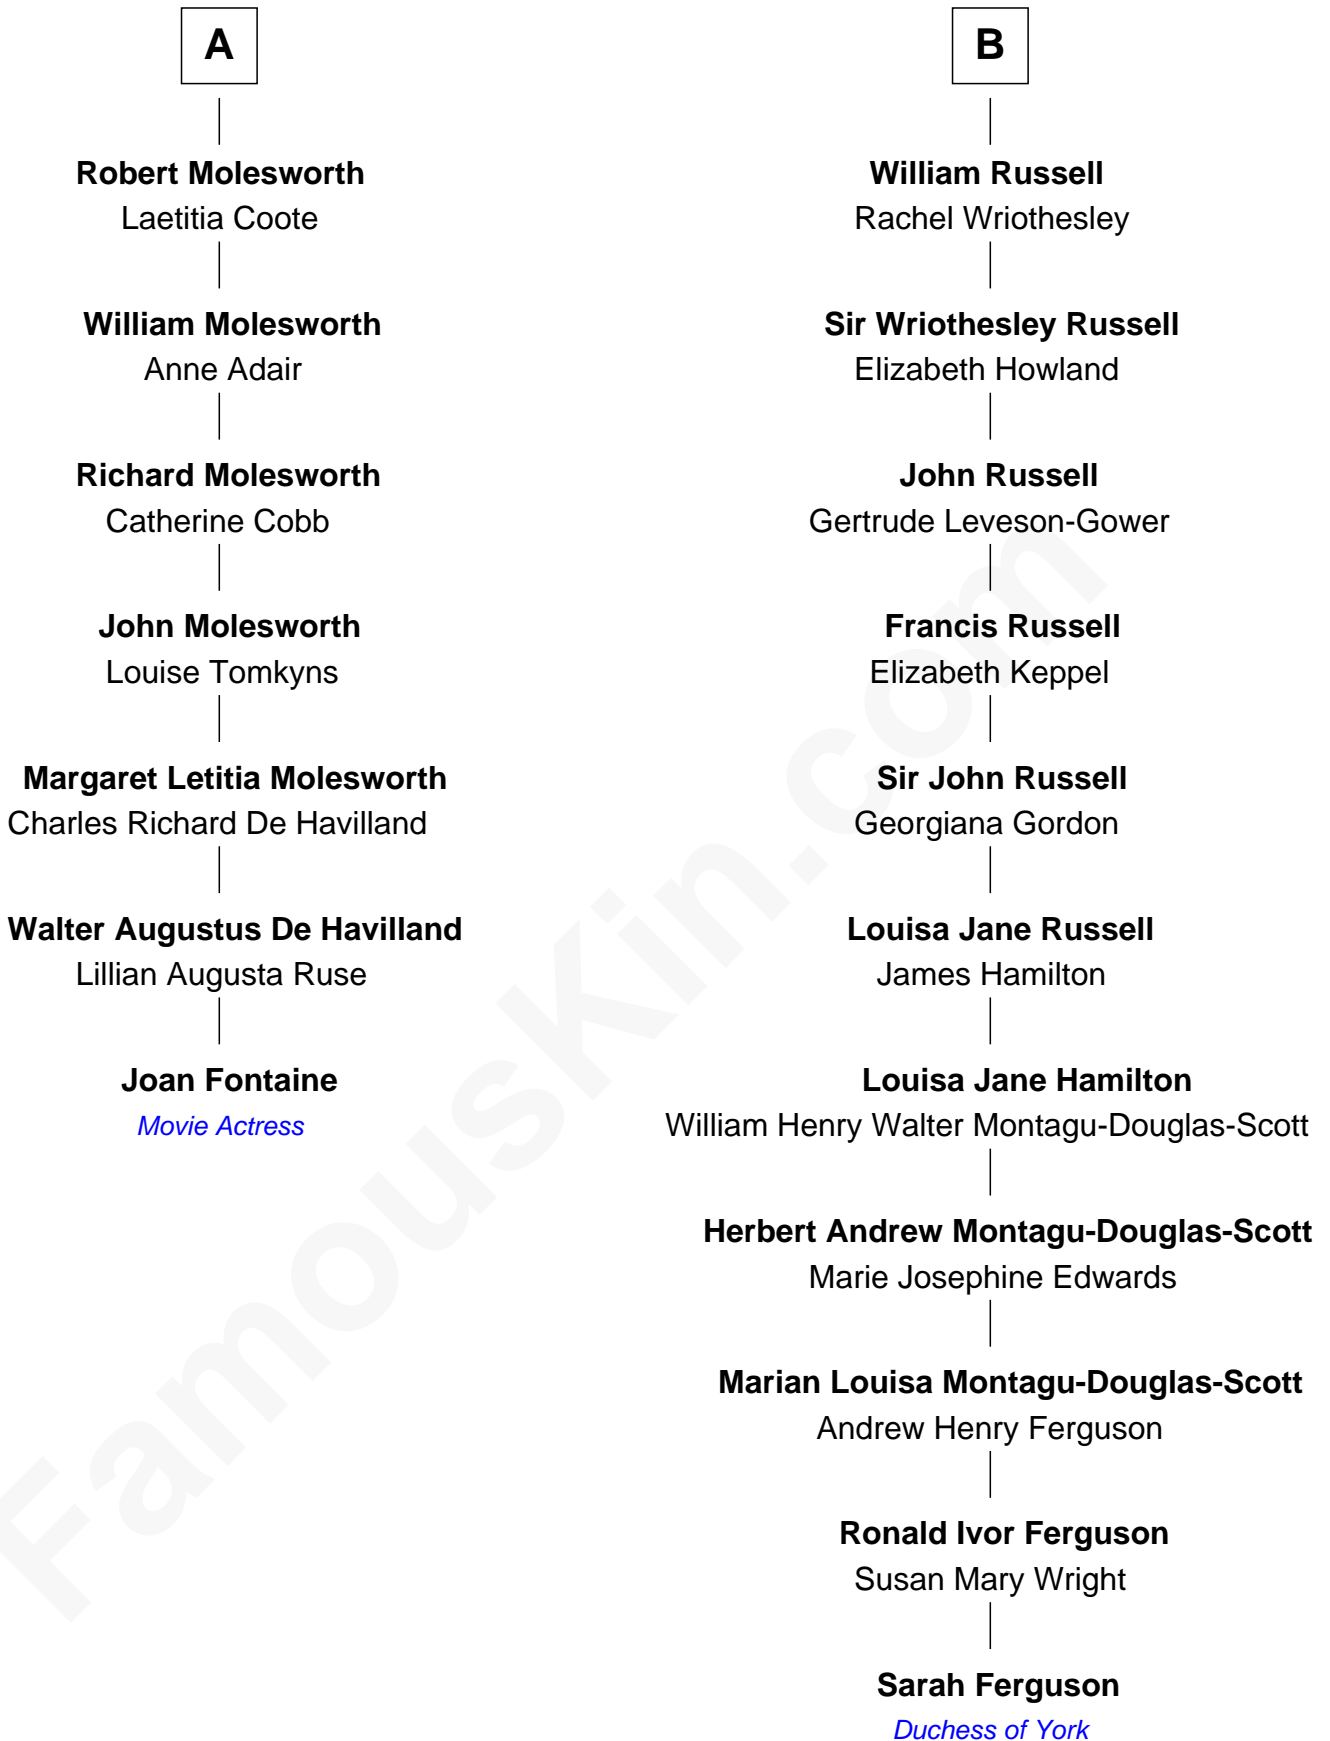 A
Robert Molesworth
Laetitia Coote
William Molesworth
Anne Adair
Richard Molesworth
Catherine Cobb
John Molesworth
Louise Tomkyns
Margaret Letitia Molesworth
Charles Richard De Havilland
Walter Augustus De Havilland
Lillian Augusta Ruse
Joan Fontaine
Movie Actress
B
William Russell
Rachel Wriothesley
Sir Wriothesley Russell
Elizabeth Howland
John Russell
Gertrude Leveson-Gower
Francis Russell
Elizabeth Keppel
Sir John Russell
Georgiana Gordon
Louisa Jane Russell
James Hamilton
Louisa Jane Hamilton
William Henry Walter Montagu-Douglas-Scott
Herbert Andrew Montagu-Douglas-Scott
Marie Josephine Edwards
Marian Louisa Montagu-Douglas-Scott
Andrew Henry Ferguson
Ronald Ivor Ferguson
Susan Mary Wright
Sarah Ferguson
Duchess of York
FamousKin.com